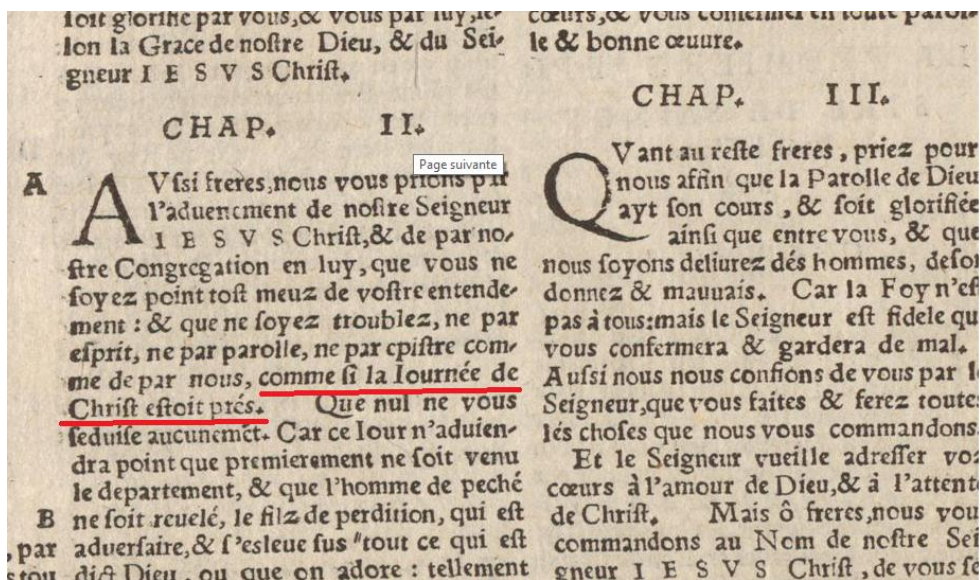 ſoit glorifié par vous, & vous par luy, ſe-
lon la Grace de noſtre Dieu, & du Sei-
gneur I E S V S Chriſt.
CHAP. II.
Page suivante
A
AVſsi freres, nous vous prions par
l'aduenement de noſtre Seigneur
I E S V S Chriſt, & de par no-
ſtre Congregation en luy, que vous ne
ſoyez point toſt meuz de voſtre entende-
ment : & que ne ſoyez troublez, ne par
eſprit, ne par parolle, ne par epiſtre com-
me de par nous, comme ſi la Iournée de
Chriſt eſtoit prés. Que nul ne vous
ſeduiſe aucunemēt. Car ce Iour n'aduien-
dra point que premierement ne ſoit venu
le departement, & que l'homme de peché
B ne ſoit reuelé, le filz de perdition, qui eſt
, par aduerſaire, & ſ'esleue ſus "tout ce qui eſt
dict Dieu, ou que on adore : tellement
cœurs, & vous en toute parol-
le & bonne œuure.
CHAP. III.
QVant au reſte freres, priez pour
nous affin que la Parolle de Dieu
ayt ſon cours, & ſoit glorifiée
ainſi que entre vous, & que
nous ſoyons deliurez dés hommes, deſor
donnez & mauuais. Car la Foy n'eſt
pas à tous: mais le Seigneur eſt fidele qui
vous confermera & gardera de mal.
Auſsi nous nous confions de vous par le
Seigneur, que vous faites & ferez toutes
lés choſes que nous vous commandons.
Et le Seigneur vueille adreſſer voz
cœurs à l'amour de Dieu, & à l'attente
de Chriſt. Mais ô freres, nous vous
commandons au Nom de noſtre Sei
gneur I E S V S Chriſt, de vous ſe